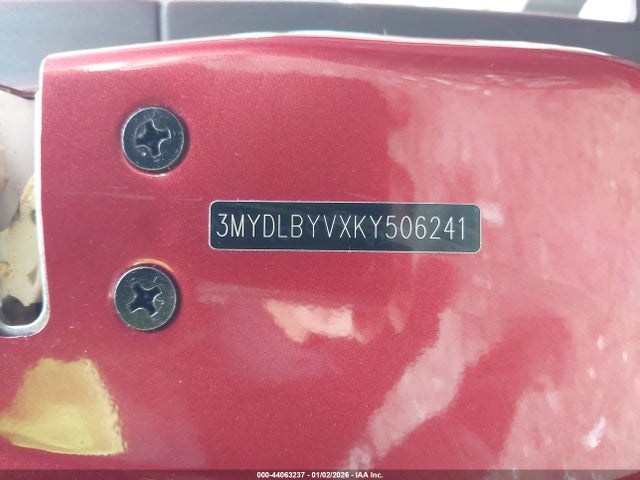 3MYDLBYVXKY506241
000-44063237 - 01/02/2026 - IAA Inc.